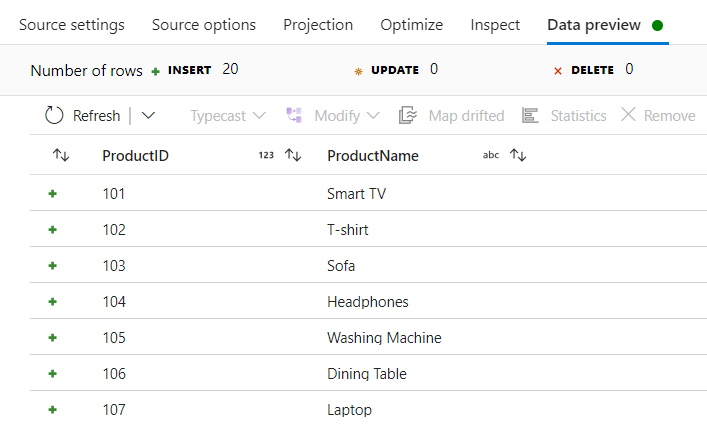 Source settings Source options Projection Optimize Inspect Data preview
Number of rows INSERT 20 UPDATE 0 DELETE 0
Refresh Typecast Modify Map drifted Statistics Remove
ProductID 123 ProductName abc
101 Smart TV
102 T-shirt
103 Sofa
104 Headphones
105 Washing Machine
106 Dining Table
107 Laptop